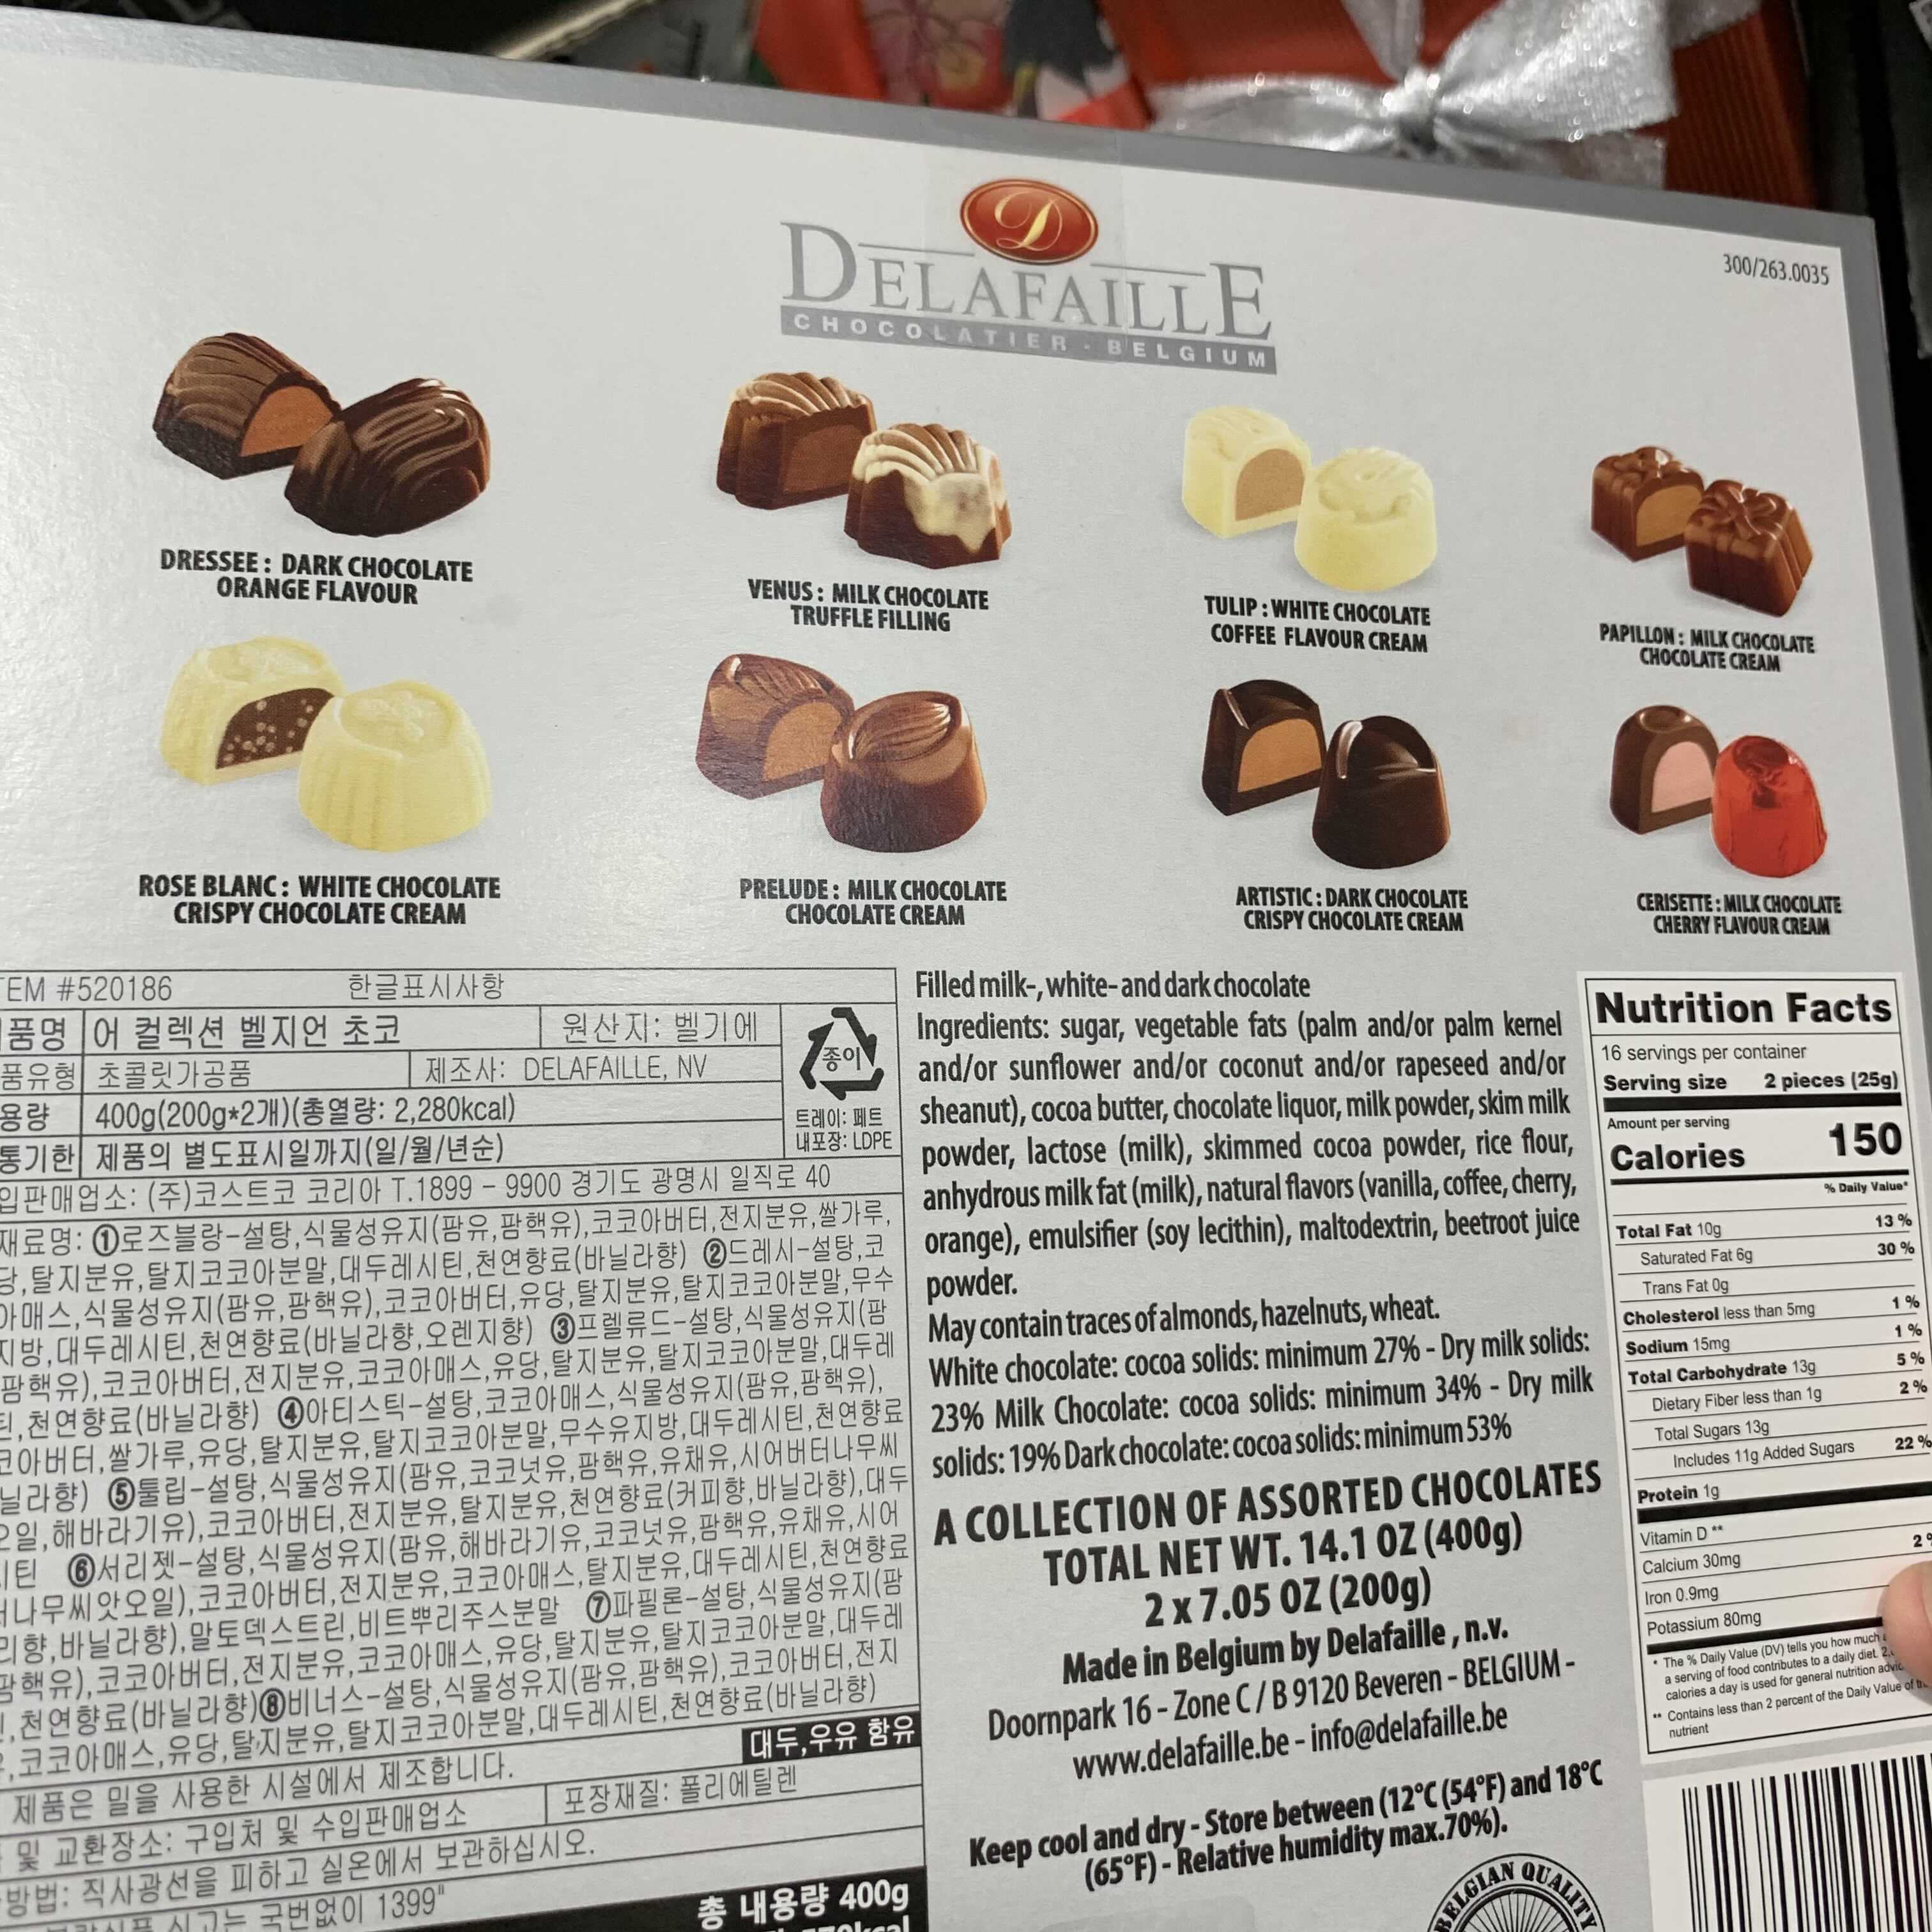 D
DELAFAILLE
CHOCOLATIER · BELGIUM
300/263.0035
DRESSEE : DARK CHOCOLATE
ORANGE FLAVOUR
VENUS : MILK CHOCOLATE
TRUFFLE FILLING
TULIP : WHITE CHOCOLATE
COFFEE FLAVOUR CREAM
PAPILLON : MILK CHOCOLATE
CHOCOLATE CREAM
ROSE BLANC : WHITE CHOCOLATE
CRISPY CHOCOLATE CREAM
PRELUDE : MILK CHOCOLATE
CHOCOLATE CREAM
ARTISTIC : DARK CHOCOLATE
CRISPY CHOCOLATE CREAM
CERISETTE : MILK CHOCOLATE
CHERRY FLAVOUR CREAM
TEM #520186 한글표시사항
품명 어 컬렉션 벨지언 초코 원산지: 벨기에
품유형 초콜릿가공품 제조사: DELAFAILLE, NV
용량 400g(200g*2개)(총열량: 2,280kcal)
통기한 제품의 별도표시일까지(일/월/년순)
종이
트레이: 페트
내포장: LDPE
입판매업소: (주)코스트코 코리아 T.1899 – 9900 경기도 광명시 일직로 40
재료명: ①로즈블랑-설탕,식물성유지(팜유,팜핵유),코코아버터,전지분유,쌀가루,
당,탈지분유,탈지코코아분말,대두레시틴,천연향료(바닐라향) ②드레시-설탕,코
아매스,식물성유지(팜유,팜핵유),코코아버터,유당,탈지분유,탈지코코아분말,무수
지방,대두레시틴,천연향료(바닐라향,오렌지향) ③프렐류드-설탕,식물성유지(팜
팜핵유),코코아버터,전지분유,코코아매스,유당,탈지분유,탈지코코아분말,대두레
틴,천연향료(바닐라향) ④아티스틱-설탕,코코아매스,식물성유지(팜유,팜핵유),
코아버터,쌀가루,유당,탈지분유,탈지코코아분말,무수유지방,대두레시틴,천연향료
닐라향) ⑤튤립-설탕,식물성유지(팜유,코코넛유,팜핵유,유채유,시어버터나무씨
오일,해바라기유),코코아버터,전지분유,탈지분유,천연향료(커피향,바닐라향),대두
시틴 ⑥서리젯-설탕,식물성유지(팜유,해바라기유,코코넛유,팜핵유,유채유,시어
터나무씨앗오일),코코아버터,전지분유,코코아매스,탈지분유,대두레시틴,천연향료
리향,바닐라향),말토덱스트린,비트뿌리주스분말 ⑦파필론-설탕,식물성유지(팜
팜핵유),코코아버터,전지분유,코코아매스,유당,탈지분유,탈지코코아분말,대두레
,천연향료(바닐라향)⑧비너스-설탕,식물성유지(팜유,팜핵유),코코아버터,전지
,코코아매스,유당,탈지분유,탈지코코아분말,대두레시틴,천연향료(바닐라향)
대두,우유 함유
제품은 밀을 사용한 시설에서 제조합니다.
및 교환장소: 구입처 및 수입판매업소 포장재질: 폴리에틸렌
방법: 직사광선을 피하고 실온에서 보관하십시오.
신고는 국번없이 1399"
총 내용량 400g
Filled milk-, white- and dark chocolate
Ingredients: sugar, vegetable fats (palm and/or palm kernel
and/or sunflower and/or coconut and/or rapeseed and/or
sheanut), cocoa butter, chocolate liquor, milk powder, skim milk
powder, lactose (milk), skimmed cocoa powder, rice flour,
anhydrous milk fat (milk), natural flavors (vanilla, coffee, cherry,
orange), emulsifier (soy lecithin), maltodextrin, beetroot juice
powder.
May contain traces of almonds, hazelnuts, wheat.
White chocolate: cocoa solids: minimum 27% - Dry milk solids:
23% Milk Chocolate: cocoa solids: minimum 34% - Dry milk
solids: 19% Dark chocolate: cocoa solids: minimum 53%
A COLLECTION OF ASSORTED CHOCOLATES
TOTAL NET WT. 14.1 OZ (400g)
2 x 7.05 OZ (200g)
Made in Belgium by Delafaille , n.v.
Doornpark 16 - Zone C / B 9120 Beveren - BELGIUM -
www.delafaille.be - info@delafaille.be
Keep cool and dry - Store between (12°C (54°F) and 18°C
(65°F) - Relative humidity max.70%).
BELGIAN QUALITY
Nutrition Facts
16 servings per container
Serving size 2 pieces (25g)
Amount per serving
Calories 150
% Daily Value*
Total Fat 10g 13 %
Saturated Fat 6g 30 %
Trans Fat 0g
Cholesterol less than 5mg 1 %
Sodium 15mg 1 %
Total Carbohydrate 13g 5 %
Dietary Fiber less than 1g 2 %
Total Sugars 13g
Includes 11g Added Sugars 22 %
Protein 1g
Vitamin D **
Calcium 30mg 2
Iron 0.9mg
Potassium 80mg
* The % Daily Value (DV) tells you how much
a serving of food contributes to a daily diet. 2,
calories a day is used for general nutrition
** Contains less than 2 percent of the Daily Value of
nutrient